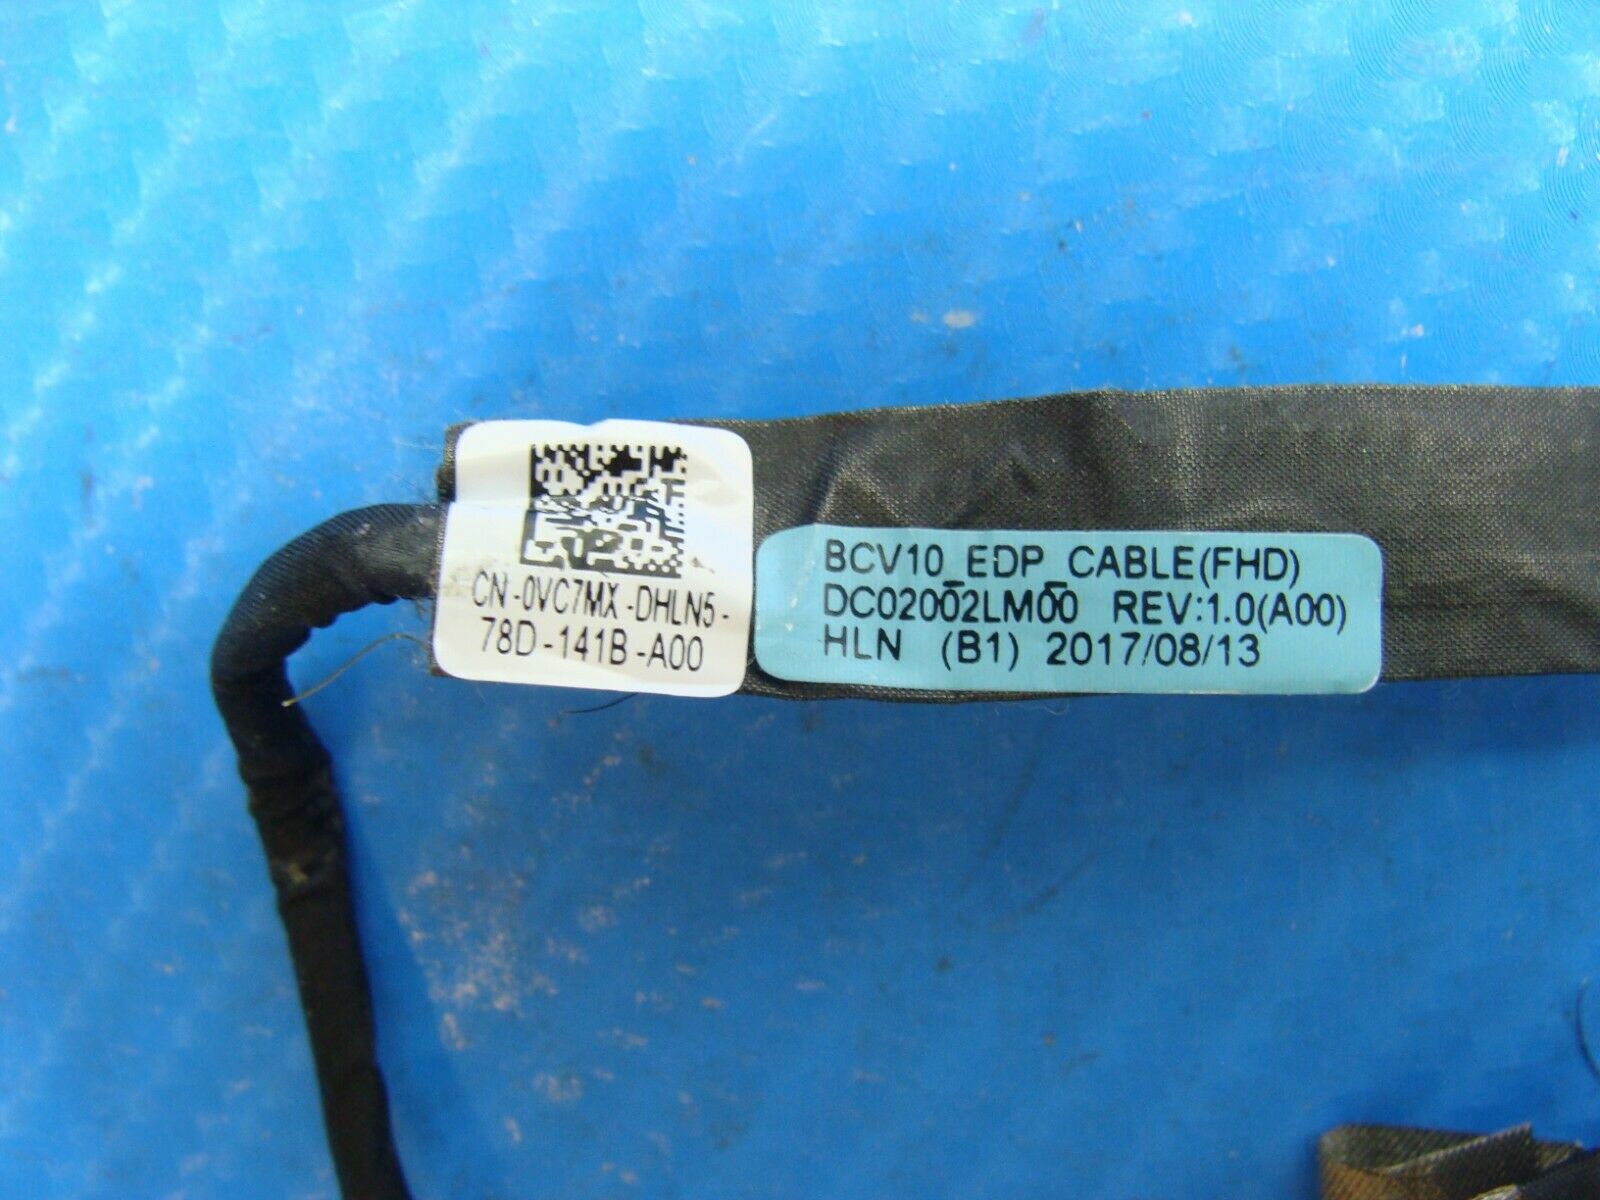 CN-0VC7MX-DHLN5-
78D-141B-A00
BCV10_EDP_CABLE(FHD)
DC02002LM00 REV:1.0(A00)
HLN (B1) 2017/08/13